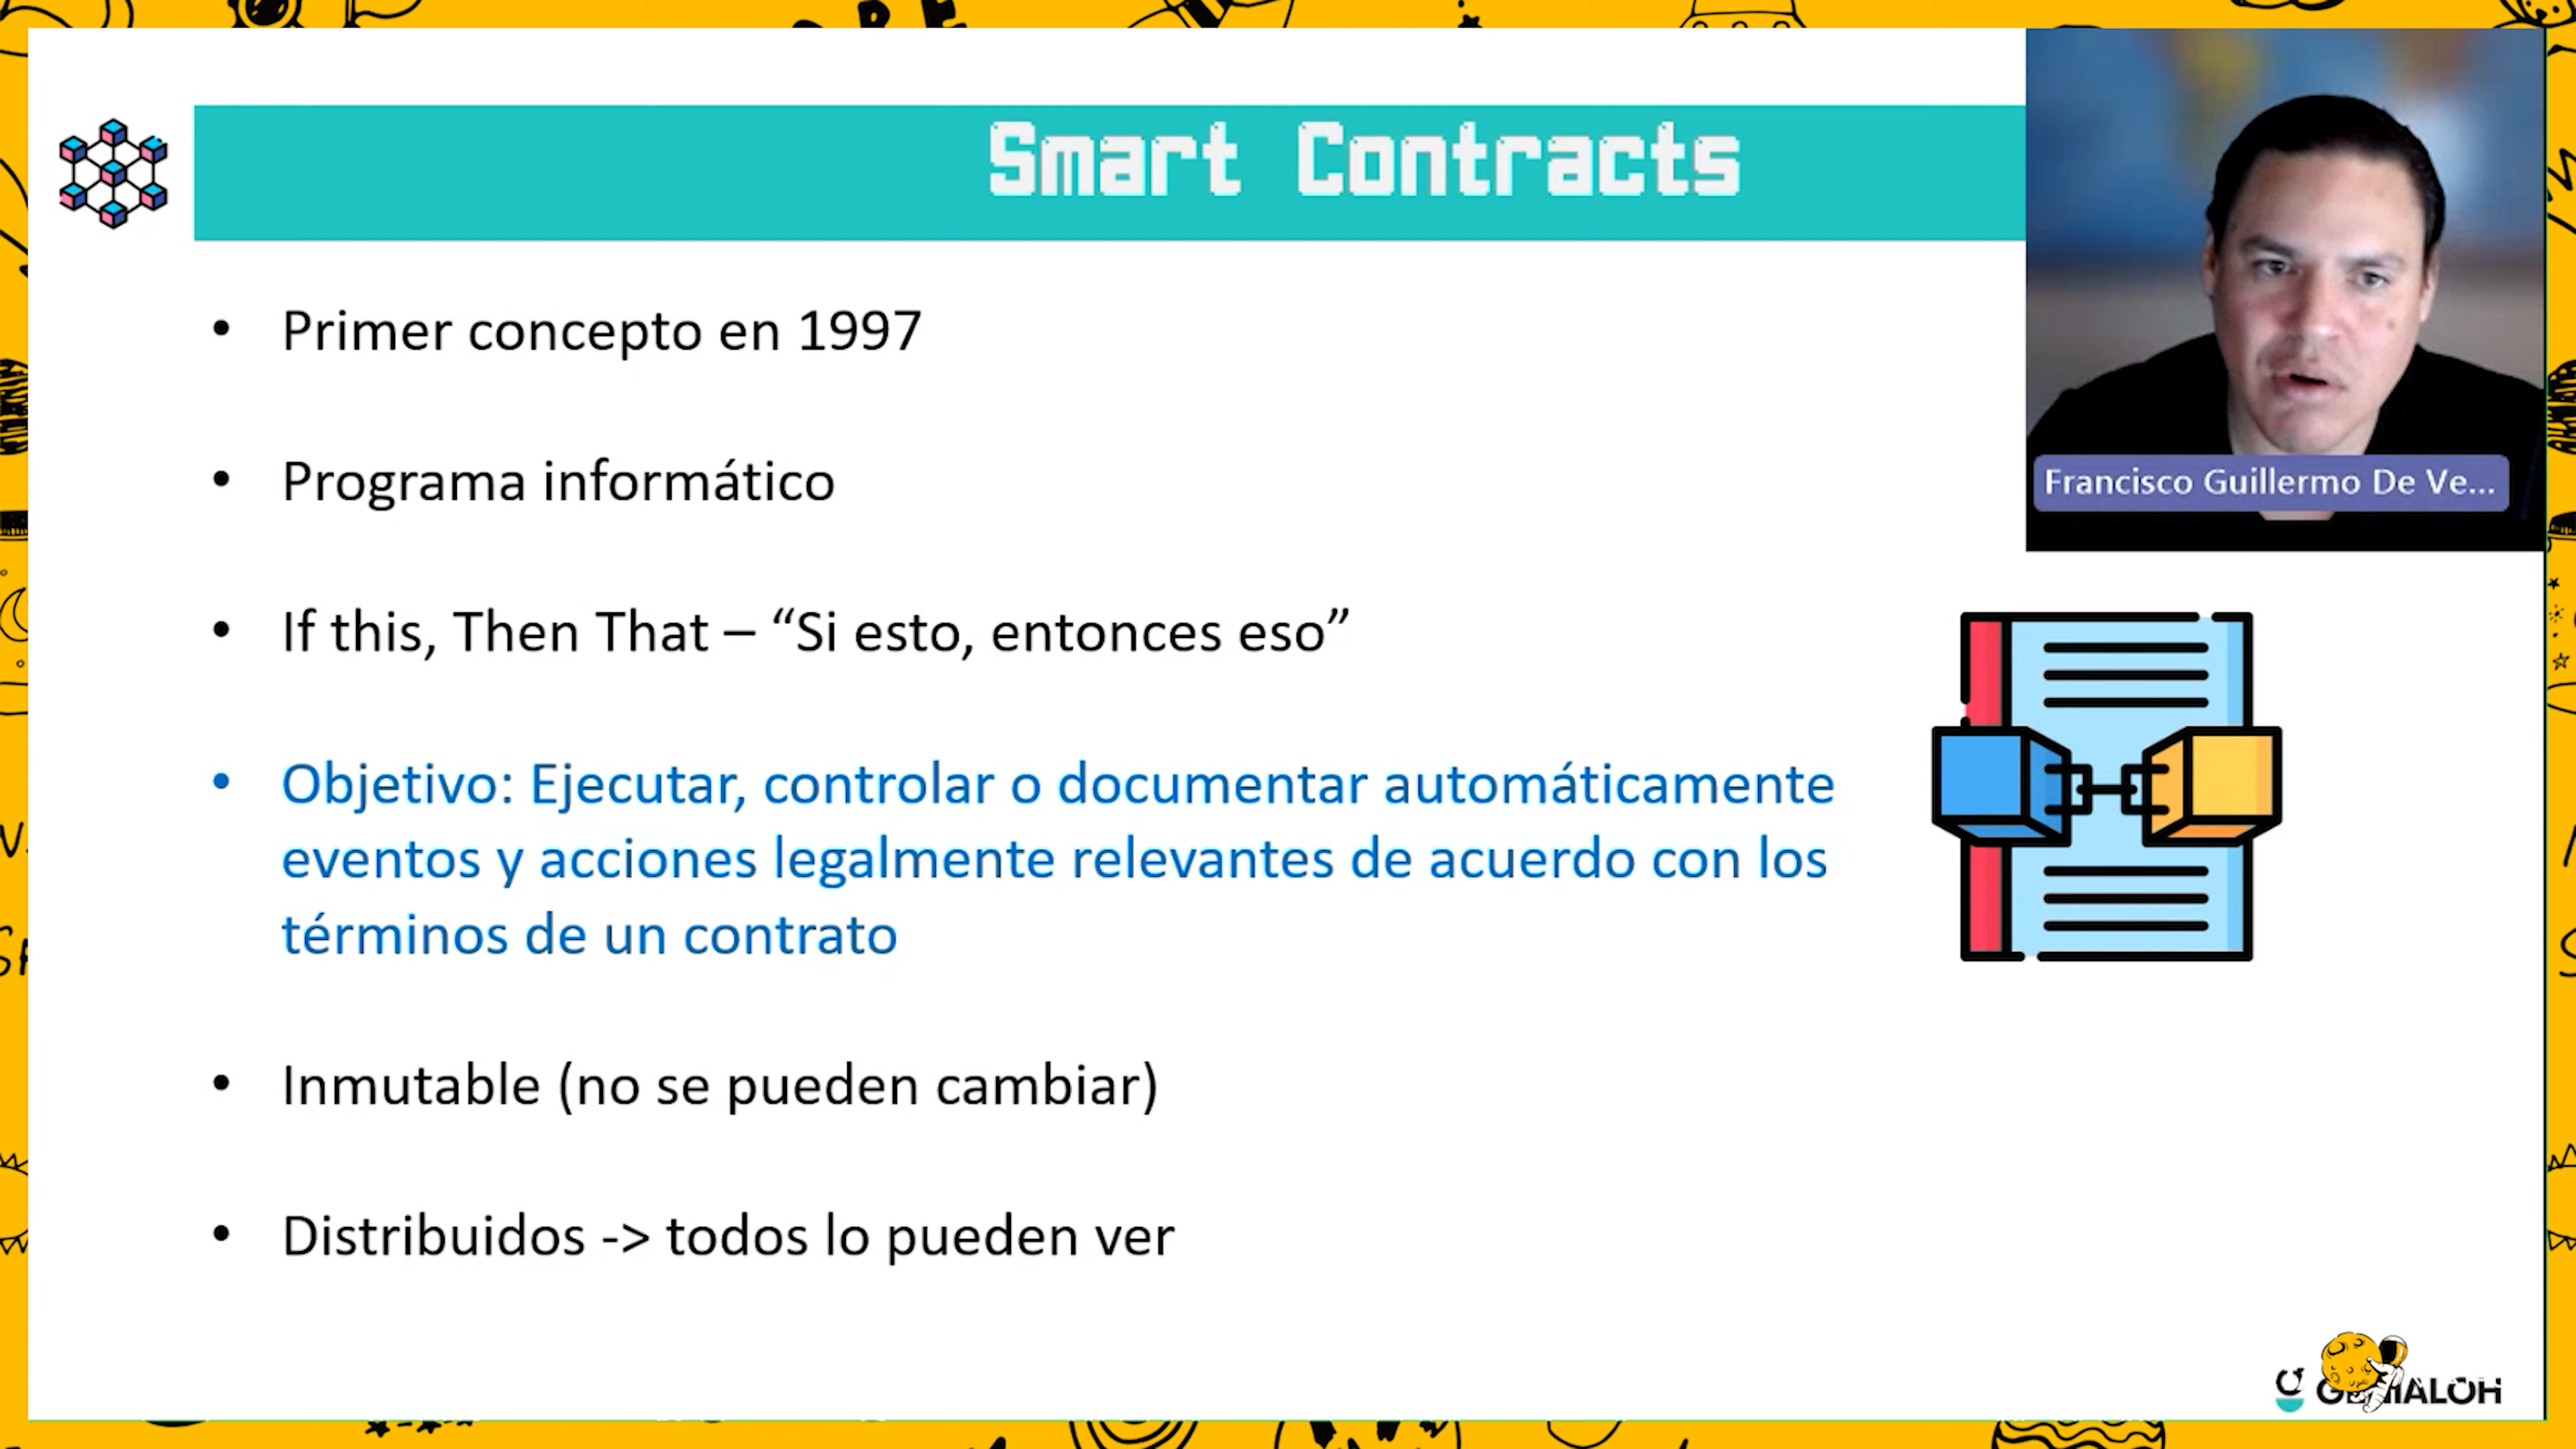 Smart Contracts
• Primer concepto en 1997
• Programa informático
• If this, Then That – “Si esto, entonces eso”
• Objetivo: Ejecutar, controlar o documentar automáticamente
eventos y acciones legalmente relevantes de acuerdo con los
términos de un contrato
• Inmutable (no se pueden cambiar)
• Distribuidos -> todos lo pueden ver
Francisco Guillermo De Ve...